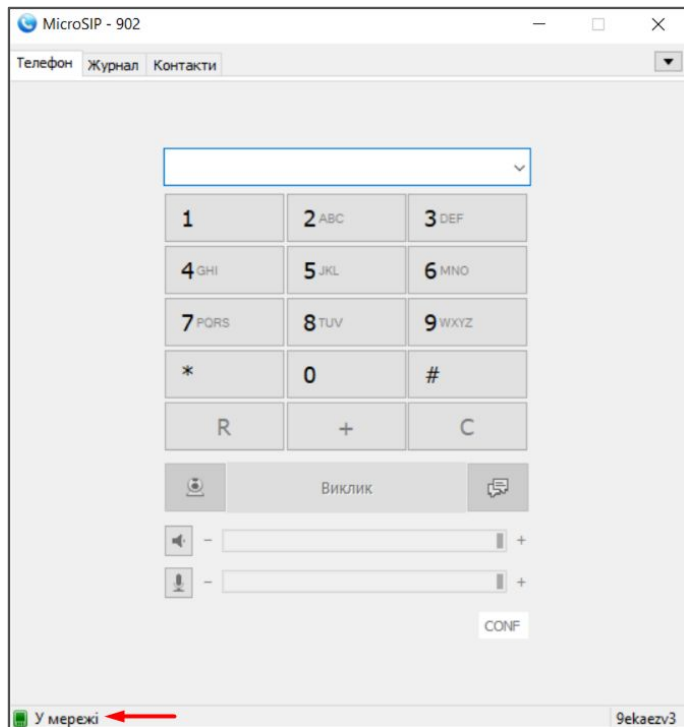 MicroSIP - 902
Телефон Журнал Контакти
1 2 ABC 3 DEF
4 GHI 5 JKL 6 MNO
7 PQRS 8 TUV 9 WXYZ
* 0 #
R + C
Виклик
- +
- +
CONF
У мережі 9ekaezv3